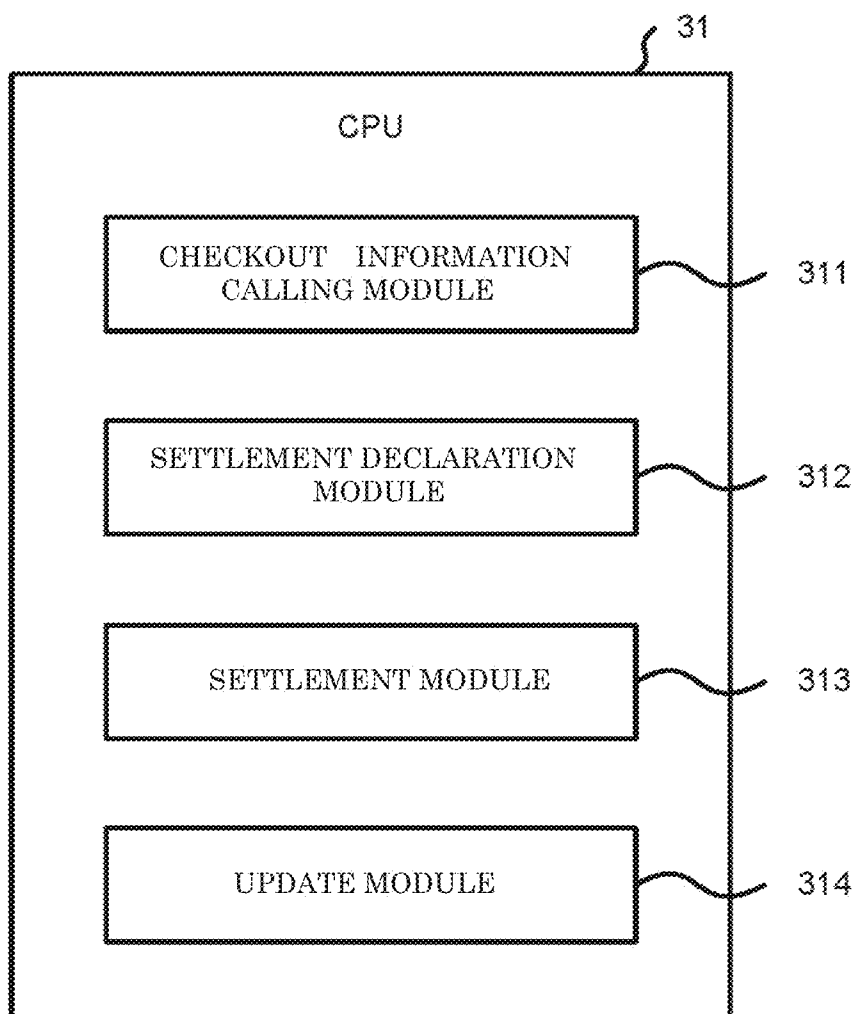 31
CPU
CHECKOUT INFORMATION
CALLING MODULE
311
SETTLEMENT DECLARATION
MODULE
312
SETTLEMENT MODULE
313
UPDATE MODULE
314